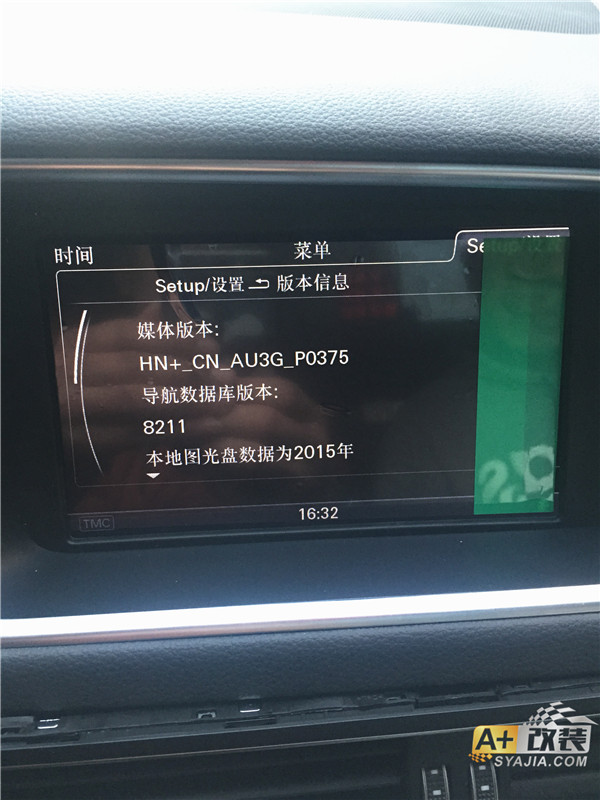 时间
菜单
Setup/设置
Setup/设置 版本信息
媒体版本:
HN+_CN_AU3G_P0375
导航数据库版本:
8211
本地图光盘数据为2015年
TMC
16:32
A+改装
SYAJIA.COM